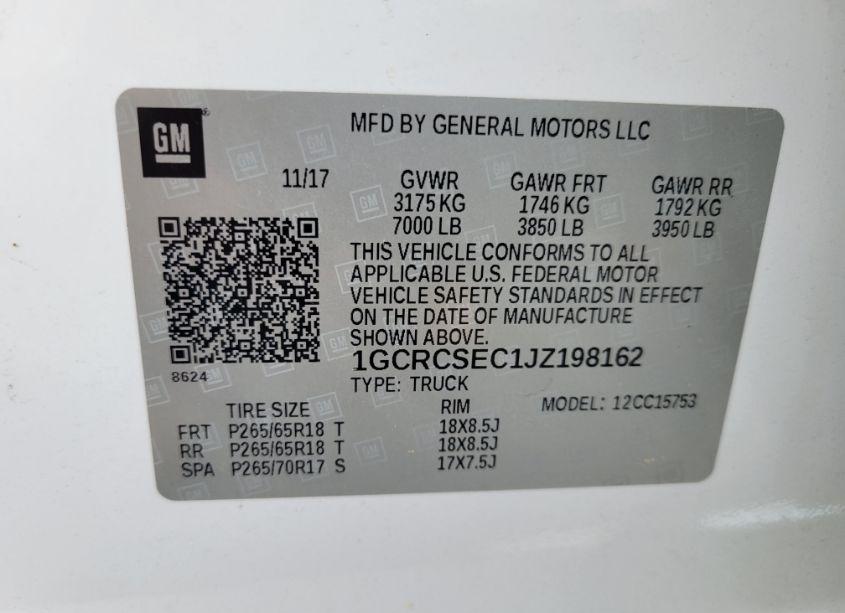 GM
®
MFD BY GENERAL MOTORS LLC
11/17 GVWR GAWR FRT GAWR RR
3175 KG 1746 KG 1792 KG
7000 LB 3850 LB 3950 LB
THIS VEHICLE CONFORMS TO ALL
APPLICABLE U.S. FEDERAL MOTOR
VEHICLE SAFETY STANDARDS IN EFFECT
ON THE DATE OF MANUFACTURE
SHOWN ABOVE.
1GCRCSEC1JZ198162
8624
TYPE: TRUCK
TIRE SIZE RIM MODEL: 12CC15753
FRT P265/65R18 T 18X8.5J
RR P265/65R18 T 18X8.5J
SPA P265/70R17 S 17X7.5J